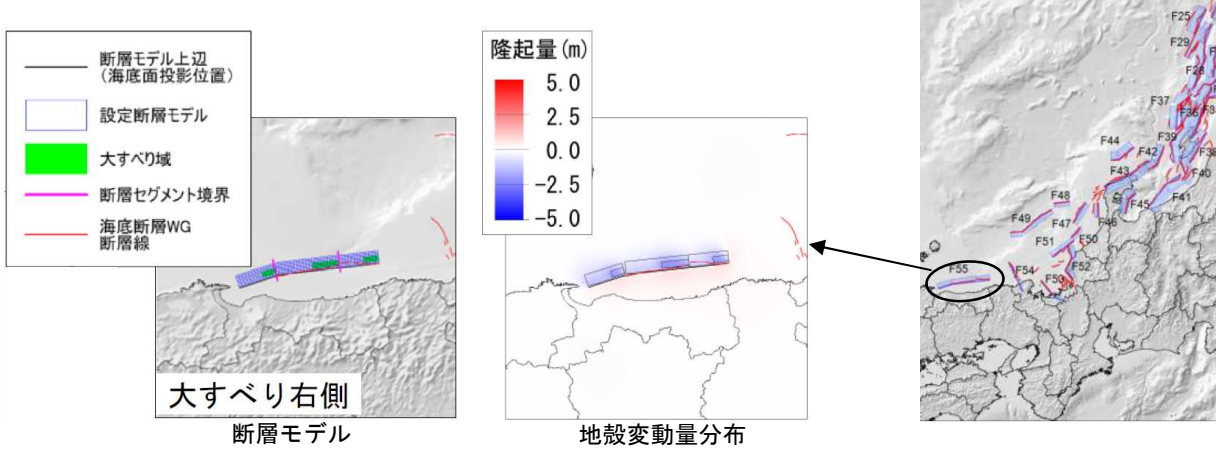 断層モデル上辺
(海底面投影位置)
設定断層モデル
大すべり域
断層セグメント境界
海底断層WG
断層線
大すべり右側
断層モデル
隆起量(m)
5.0
2.5
0.0
-2.5
-5.0
地殻変動量分布
F25
F29
F28
F37
F36
F39
F44
F42
F38
F43
F40
F41
F45
F48
F46
F47
F49
F50
F51
F52
F55
F54
F53